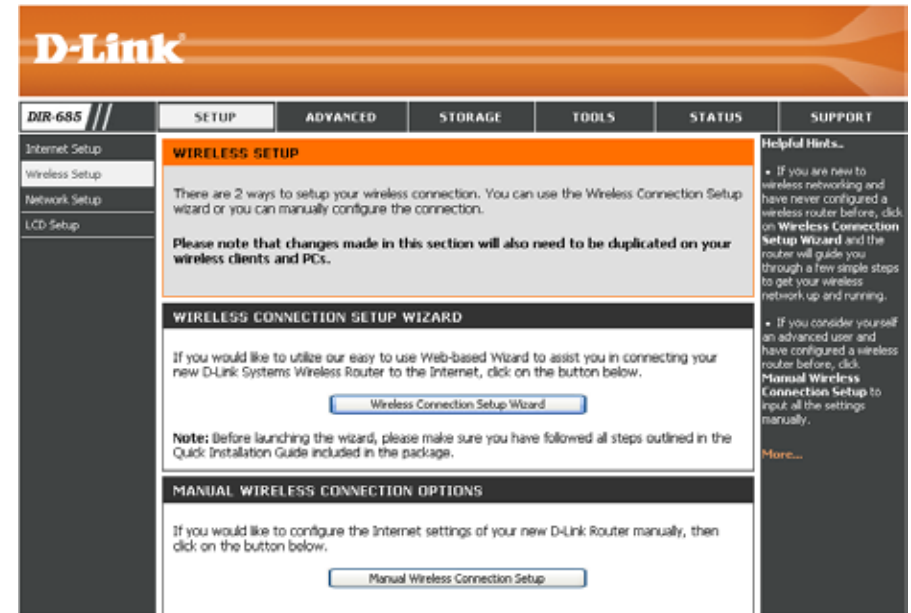 D-Link
DIR-685
SETUP
ADVANCED
STORAGE
TOOLS
STATUS
SUPPORT
Internet Setup
Wireless Setup
Network Setup
LCD Setup
WIRELESS SETUP
There are 2 ways to setup your wireless connection. You can use the Wireless Connection Setup
wizard or you can manually configure the connection.
Please note that changes made in this section will also need to be duplicated on your
wireless clients and PCs.
WIRELESS CONNECTION SETUP WIZARD
If you would like to utilize our easy to use Web-based Wizard to assist you in connecting your
new D-Link Systems Wireless Router to the Internet, click on the button below.
Wireless Connection Setup Wizard
Note: Before launching the wizard, please make sure you have followed all steps outlined in the
Quick Installation Guide included in the package.
MANUAL WIRELESS CONNECTION OPTIONS
If you would like to configure the Internet settings of your new D-Link Router manually, then
click on the button below.
Manual Wireless Connection Setup
Helpful Hints..
• If you are new to
wireless networking and
have never configured a
wireless router before, click
on Wireless Connection
Setup Wizard and the
router will guide you
through a few simple steps
to get your wireless
network up and running.
• If you consider yourself
an advanced user and
have configured a wireless
router before, click
Manual Wireless
Connection Setup to
input all the settings
manually.
More...